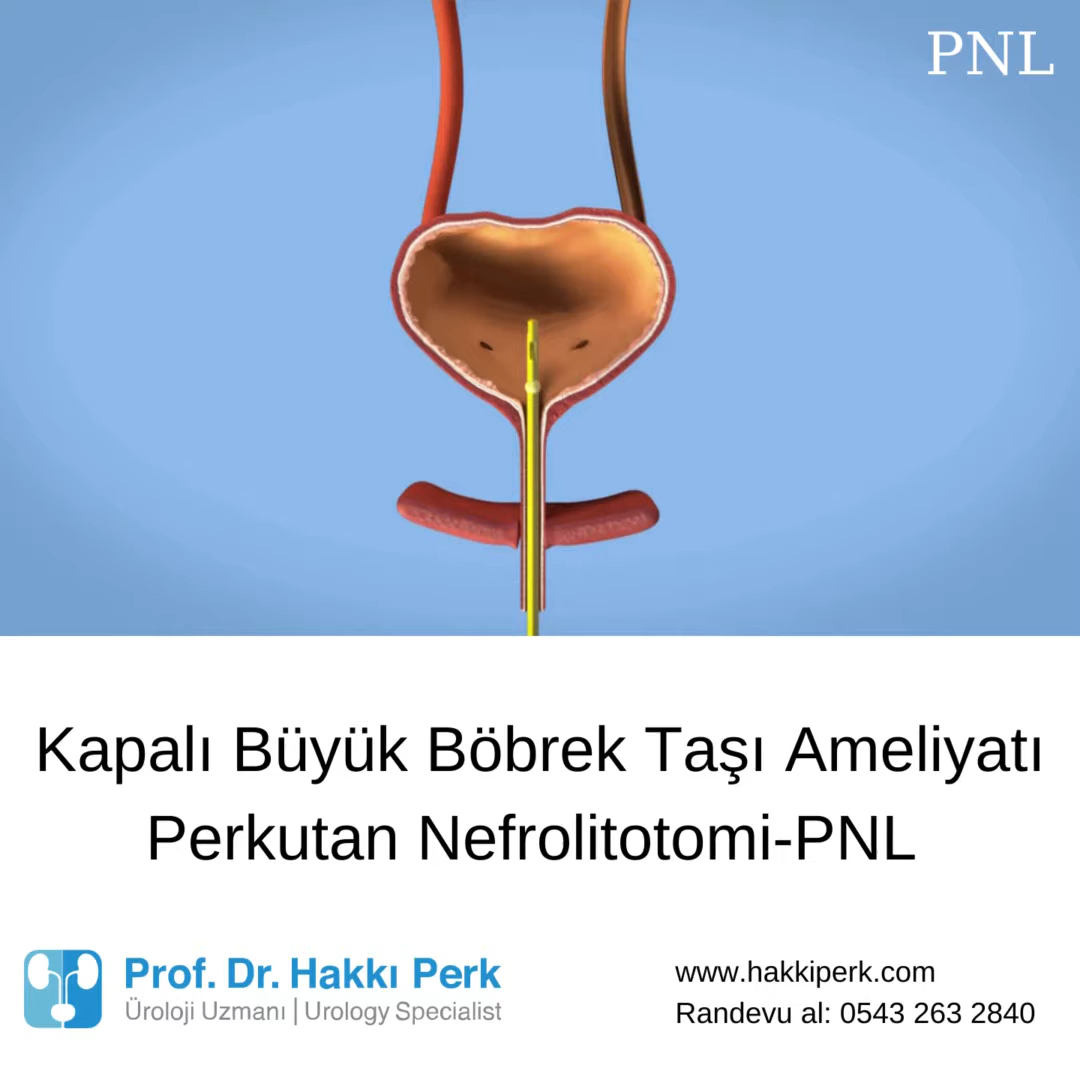 PNL
Kapalı Büyük Böbrek Taşı Ameliyatı
Perkutan Nefrolitotomi-PNL
Prof. Dr. Hakkı Perk
Üroloji Uzmanı | Urology Specialist
www.hakkiperk.com
Randevu al: 0543 263 2840